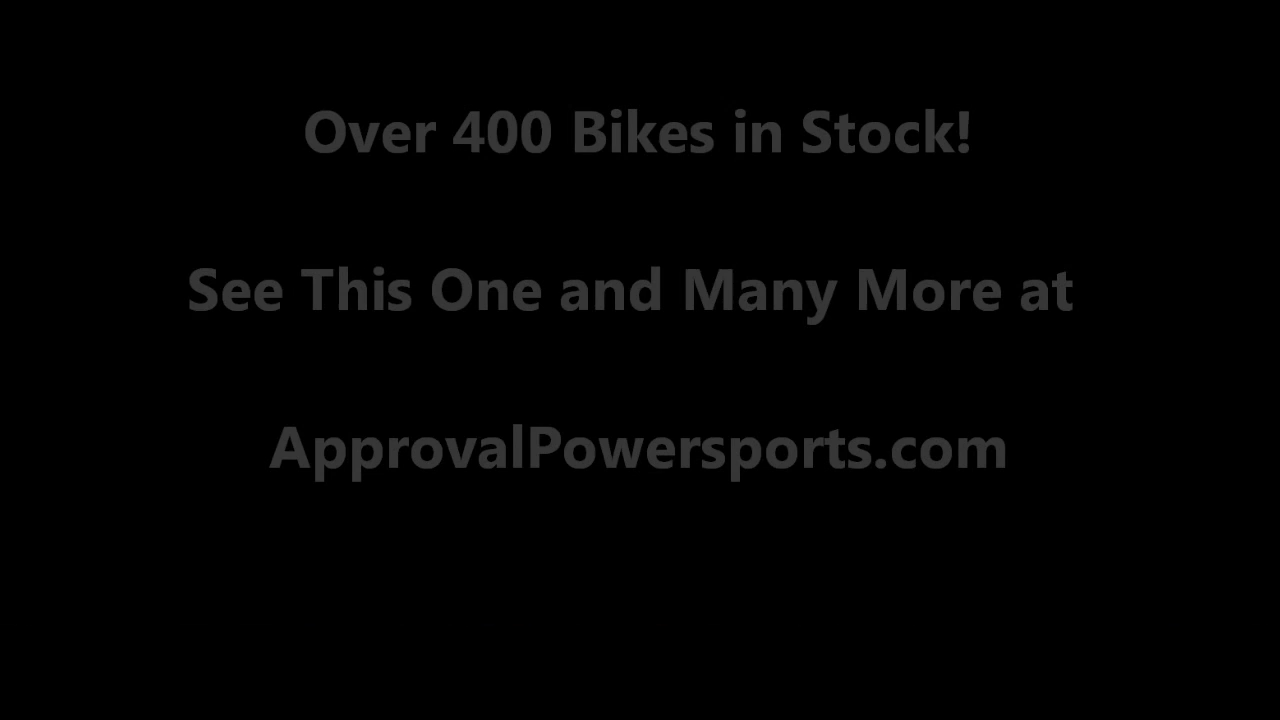 Over 400 Bikes in Stock!
See This One and Many More at
ApprovalPowersports.com